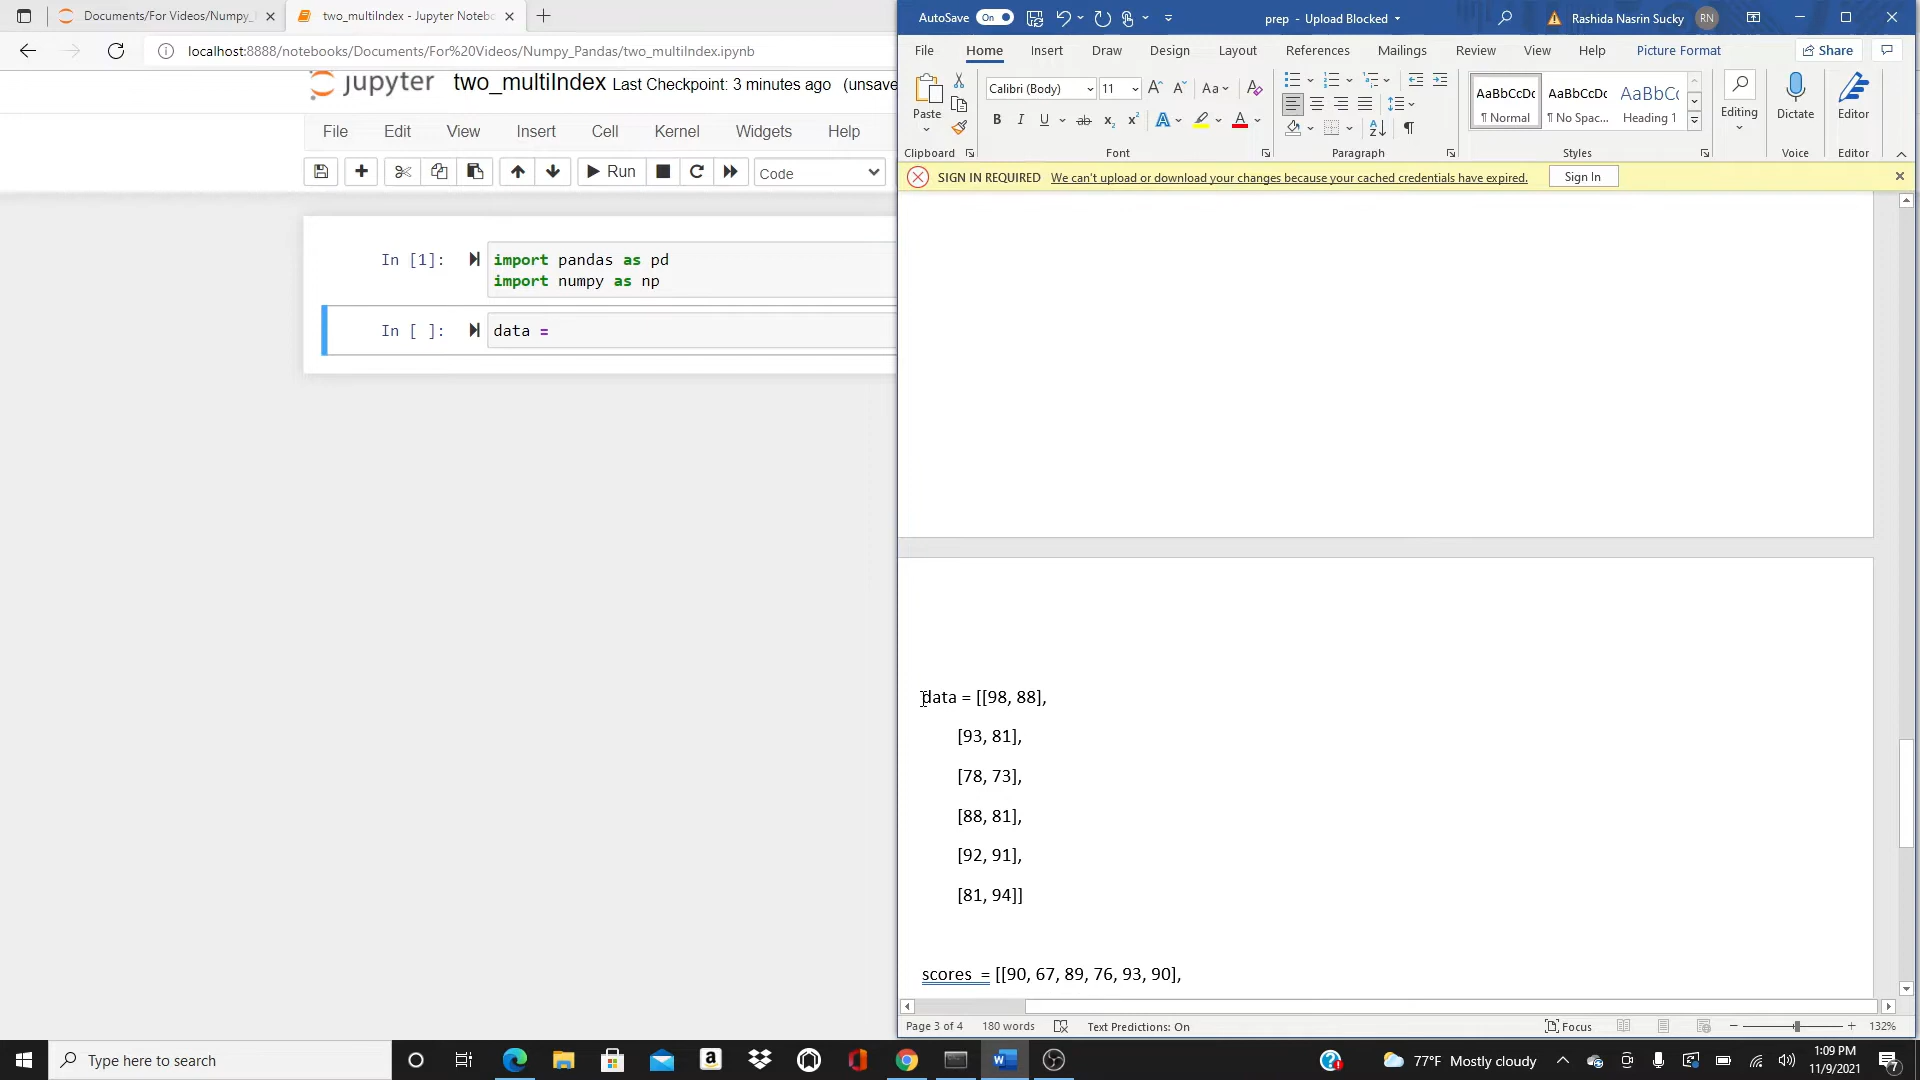 Documents/For Videos/Numpy_
two_multiIndex - Jupyter Noteb
AutoSave On
prep - Upload Blocked
Rashida Nasrin Sucky RN
localhost:8888/notebooks/Documents/For%20Videos/Numpy_Pandas/two_multiIndex.ipynb
File Home Insert Draw Design Layout References Mailings Review View Help Picture Format Share
jupyter two_multiIndex Last Checkpoint: 3 minutes ago (unsave
File Edit View Insert Cell Kernel Widgets Help
Run Code
Paste
Calibri (Body) 11
AaBbCcDc AaBbCcDc AaBbCc
¶ Normal ¶ No Spac... Heading 1
Editing Dictate Editor
Clipboard Font Paragraph Styles Voice Editor
SIGN IN REQUIRED We can't upload or download your changes because your cached credentials have expired. Sign In
In [1]: import pandas as pd
import numpy as np
In [ ]: data =
data = [[98, 88],
[93, 81],
[78, 73],
[88, 81],
[92, 91],
[81, 94]]
scores = [[90, 67, 89, 76, 93, 90],
Page 3 of 4 180 words Text Predictions: On Focus 132%
Type here to search
77°F Mostly cloudy
1:09 PM
11/9/2021
7